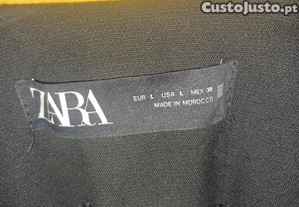 CustoJusto.pt
ZARA
EUR L USA L MEX 30
MADE IN MOROCCO